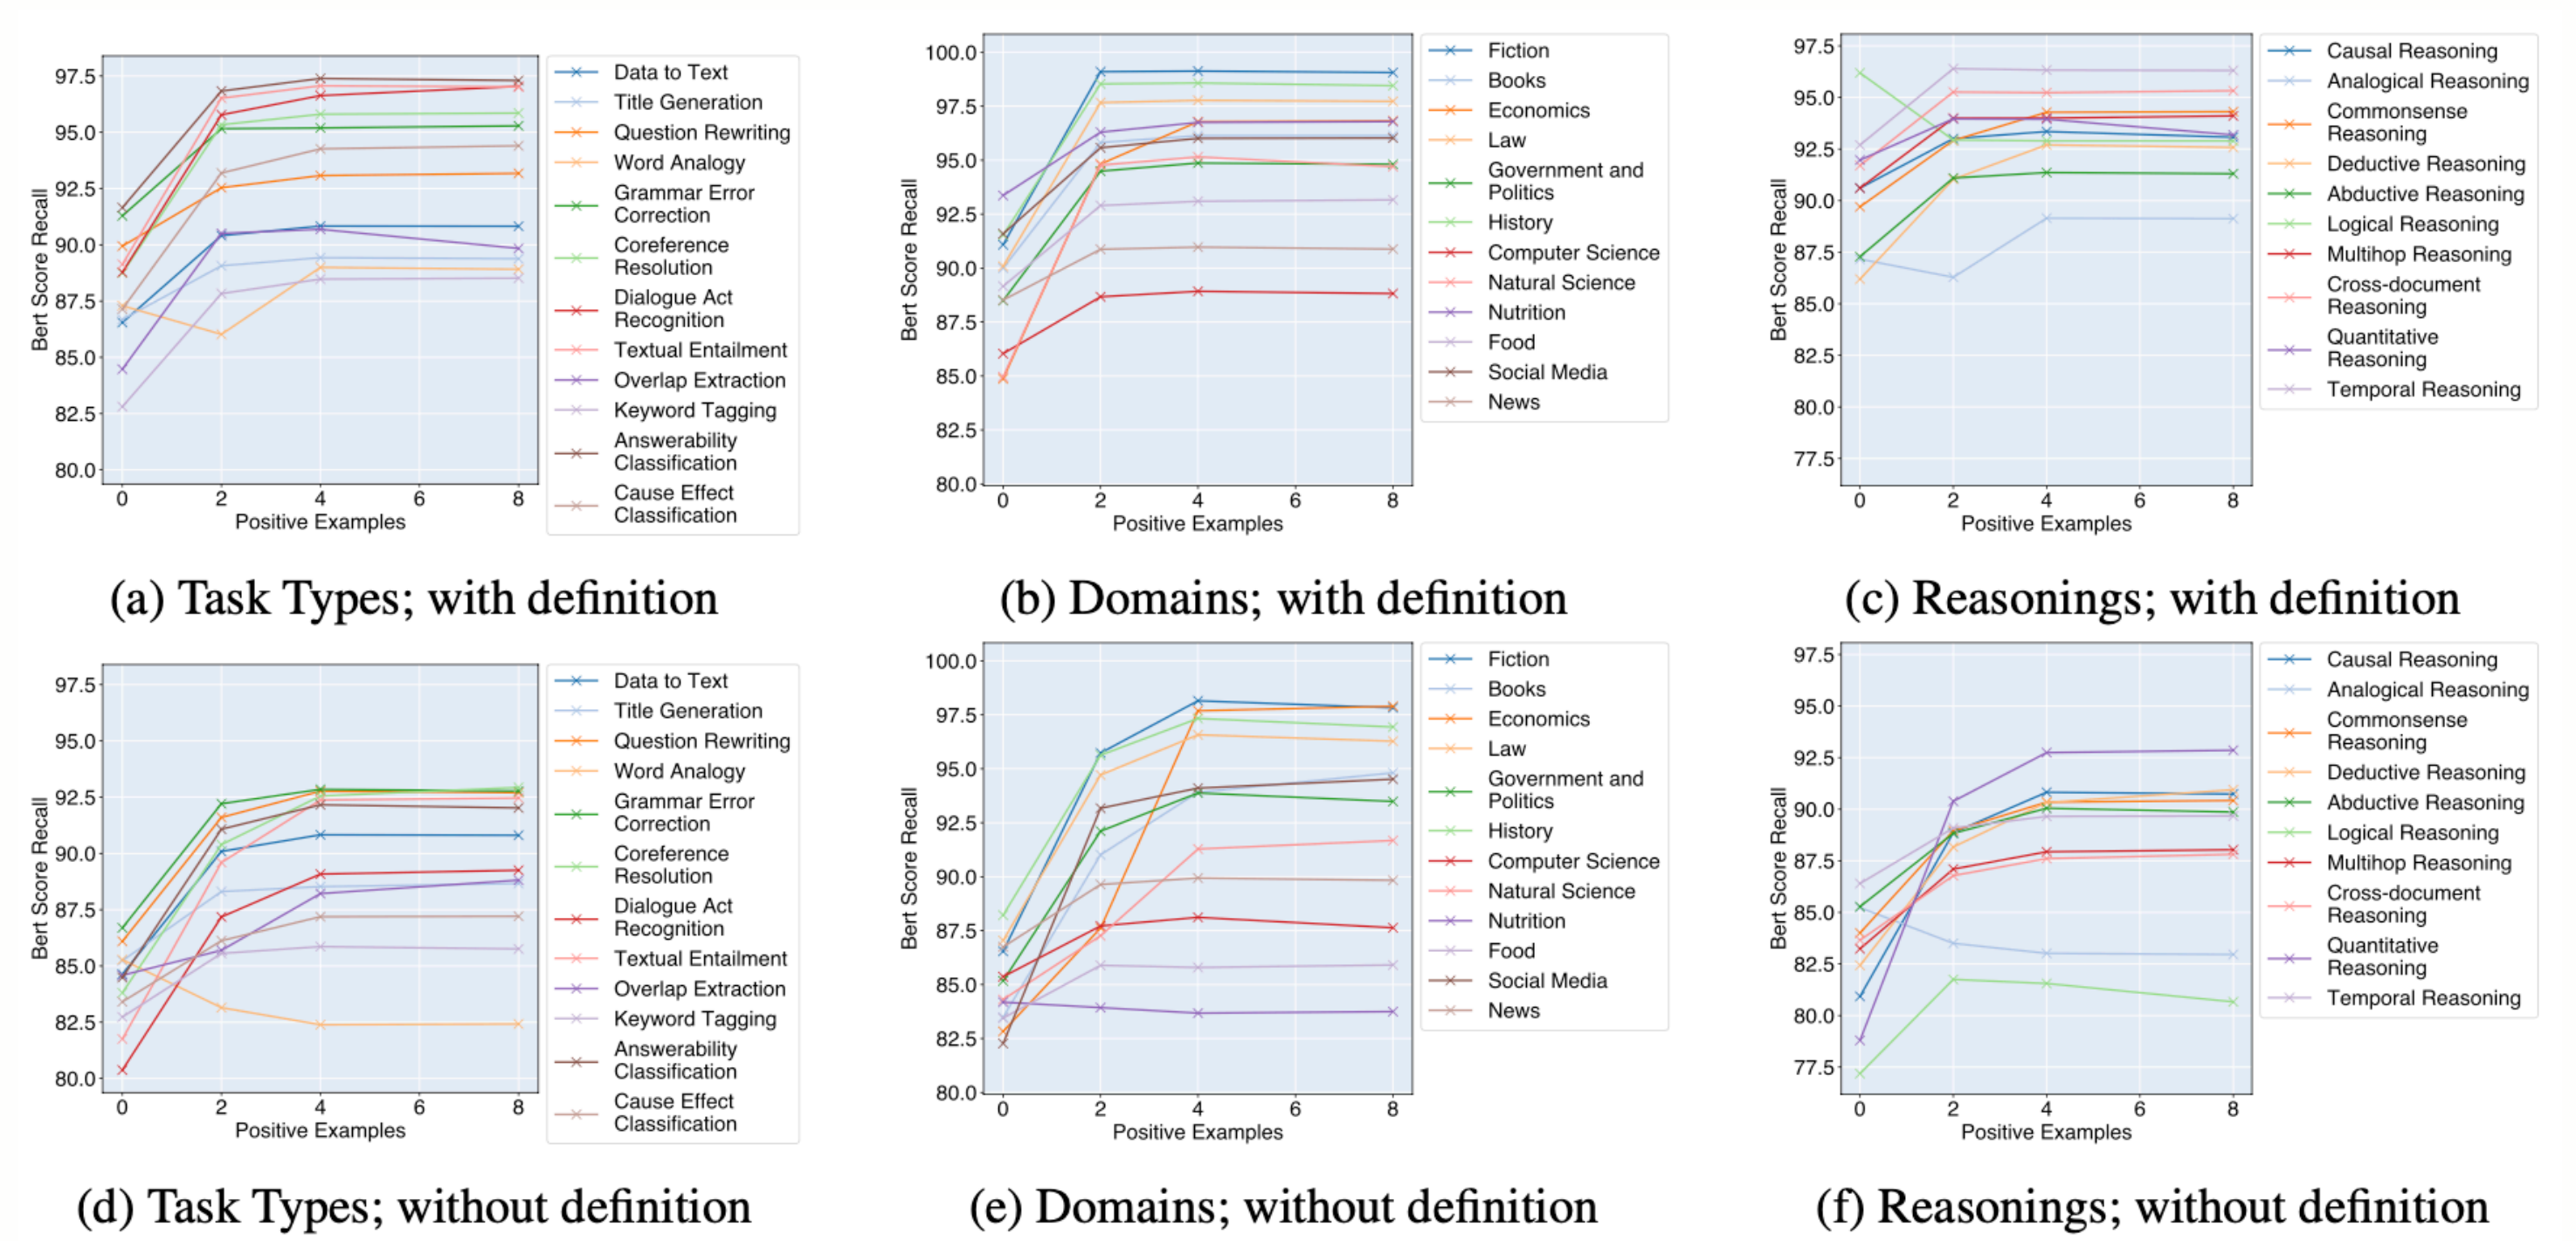 97.5
95.0
92.5
90.0
87.5
85.0
82.5
80.0
Bert Score Recall
0 2 4 6 8
Positive Examples
Data to Text
Title Generation
Question Rewriting
Word Analogy
Grammar Error
Correction
Coreference
Resolution
Dialogue Act
Recognition
Textual Entailment
Overlap Extraction
Keyword Tagging
Answerability
Classification
Cause Effect
Classification
(a) Task Types; with definition
100.0
97.5
95.0
92.5
90.0
87.5
85.0
82.5
80.0
Bert Score Recall
0 2 4 6 8
Positive Examples
Fiction
Books
Economics
Law
Government and
Politics
History
Computer Science
Natural Science
Nutrition
Food
Social Media
News
(b) Domains; with definition
97.5
95.0
92.5
90.0
87.5
85.0
82.5
80.0
77.5
Bert Score Recall
0 2 4 6 8
Positive Examples
Causal Reasoning
Analogical Reasoning
Commonsense
Reasoning
Deductive Reasoning
Abductive Reasoning
Logical Reasoning
Multihop Reasoning
Cross-document
Reasoning
Quantitative
Reasoning
Temporal Reasoning
(c) Reasonings; with definition
97.5
95.0
92.5
90.0
87.5
85.0
82.5
80.0
Bert Score Recall
0 2 4 6 8
Positive Examples
Data to Text
Title Generation
Question Rewriting
Word Analogy
Grammar Error
Correction
Coreference
Resolution
Dialogue Act
Recognition
Textual Entailment
Overlap Extraction
Keyword Tagging
Answerability
Classification
Cause Effect
Classification
(d) Task Types; without definition
100.0
97.5
95.0
92.5
90.0
87.5
85.0
82.5
80.0
Bert Score Recall
0 2 4 6 8
Positive Examples
Fiction
Books
Economics
Law
Government and
Politics
History
Computer Science
Natural Science
Nutrition
Food
Social Media
News
(e) Domains; without definition
97.5
95.0
92.5
90.0
87.5
85.0
82.5
80.0
77.5
Bert Score Recall
0 2 4 6 8
Positive Examples
Causal Reasoning
Analogical Reasoning
Commonsense
Reasoning
Deductive Reasoning
Abductive Reasoning
Logical Reasoning
Multihop Reasoning
Cross-document
Reasoning
Quantitative
Reasoning
Temporal Reasoning
(f) Reasonings; without definition